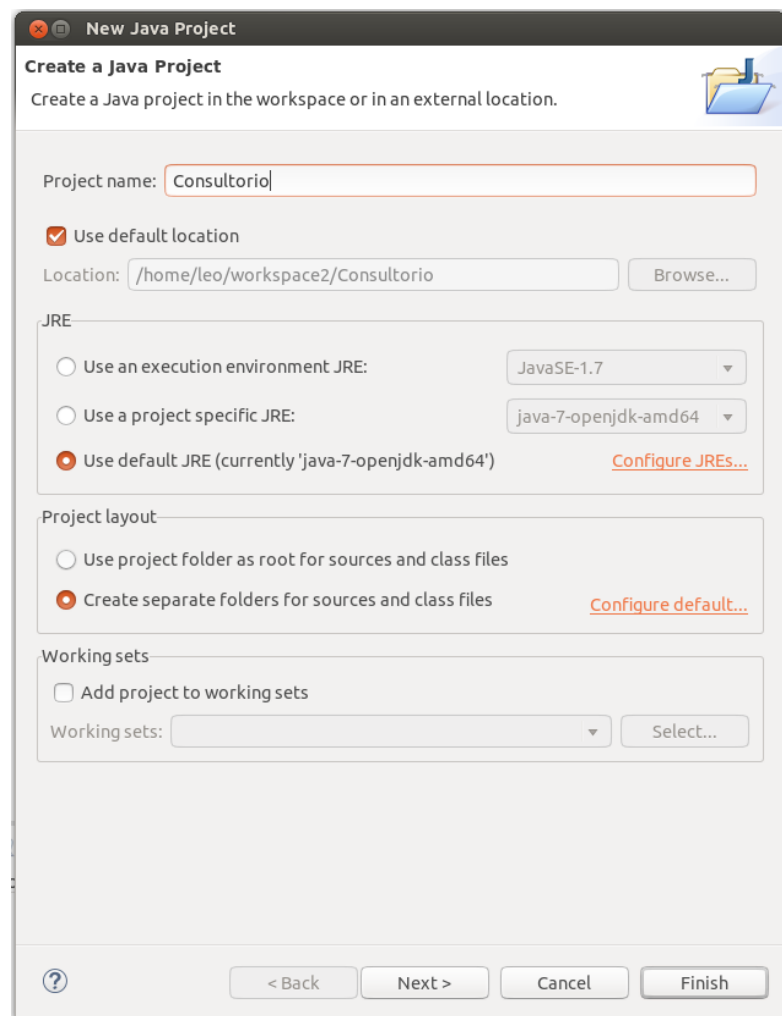 New Java Project
Create a Java Project
Create a Java project in the workspace or in an external location.
Project name: Consultorio
Use default location
Location: /home/leo/workspace2/Consultorio Browse...
JRE
Use an execution environment JRE: JavaSE-1.7
Use a project specific JRE: java-7-openjdk-amd64
Use default JRE (currently 'java-7-openjdk-amd64') Configure JREs...
Project layout
Use project folder as root for sources and class files
Create separate folders for sources and class files Configure default...
Working sets
Add project to working sets
Working sets: Select...
? < Back Next > Cancel Finish